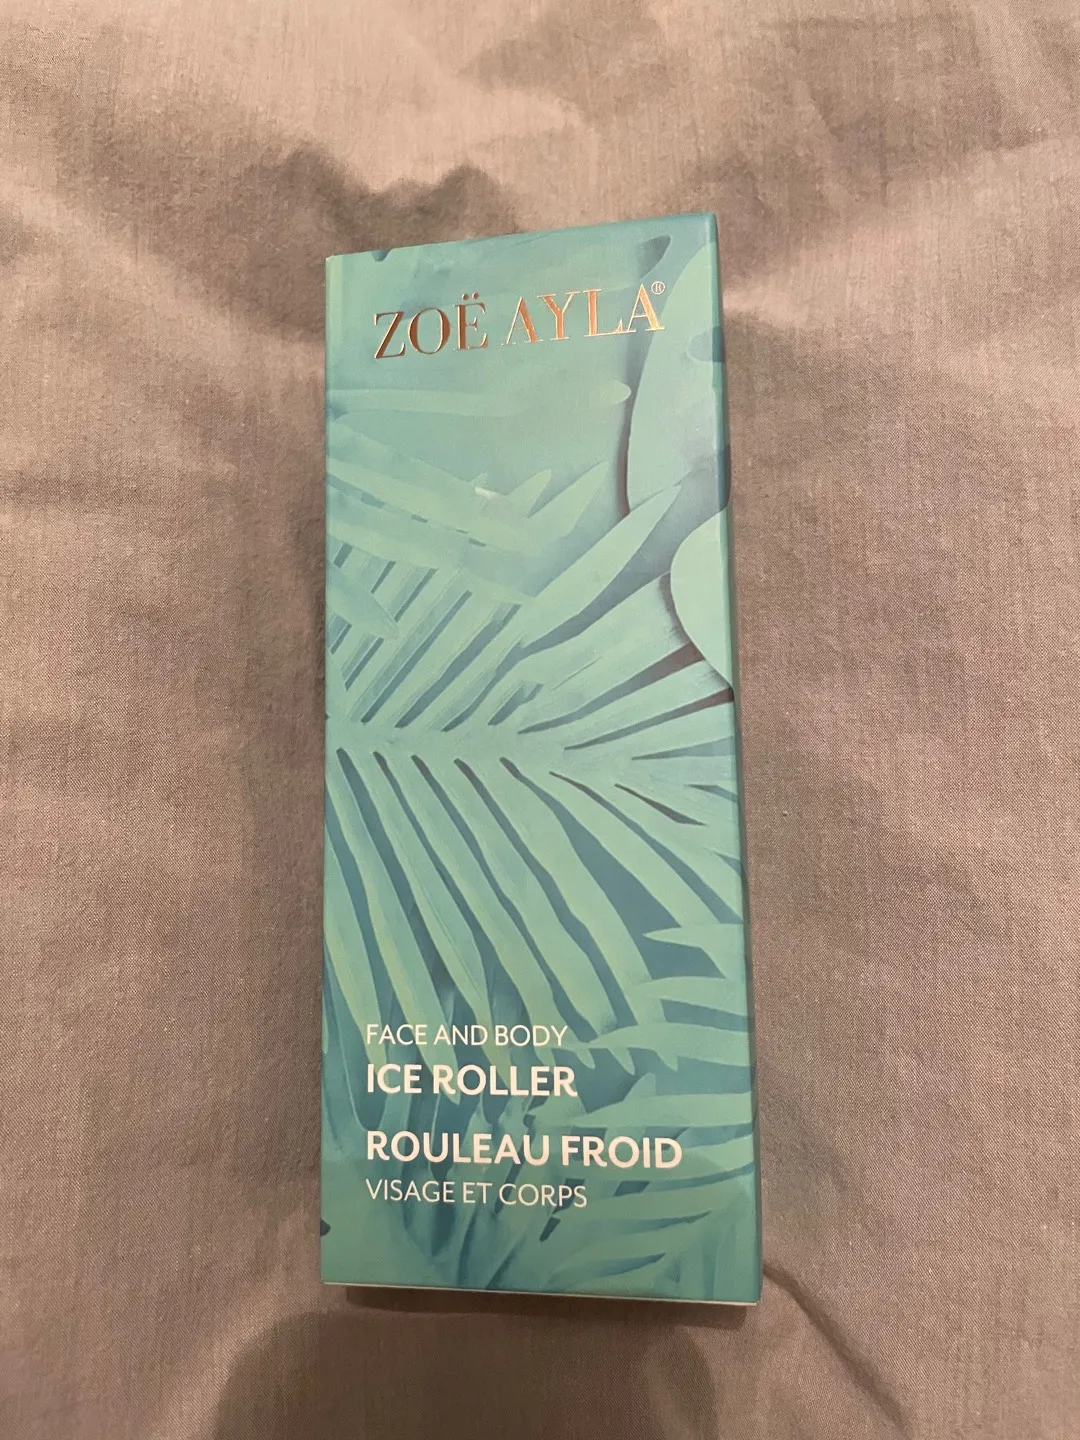 ZOË AYLA®
FACE AND BODY
ICE ROLLER
ROULEAU FROID
VISAGE ET CORPS